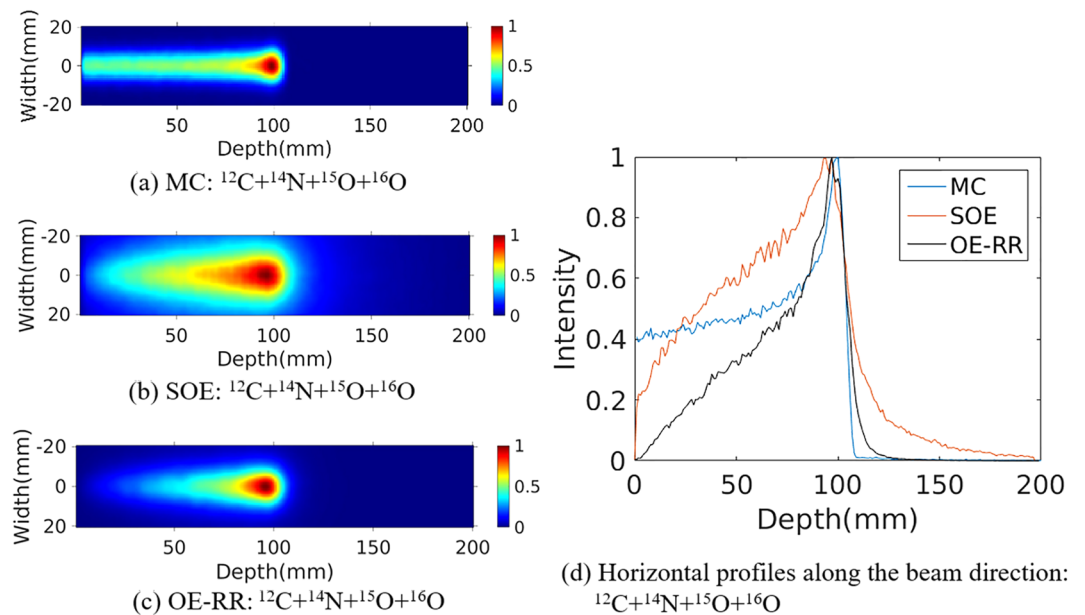 20
0
-20
Width(mm)
50
100
150
200
Depth(mm)
1
0.5
0
(a) MC: ¹²C+¹⁴N+¹⁵O+¹⁶O
-20
0
20
Width(mm)
50
100
150
200
Depth(mm)
1
0.5
0
(b) SOE: ¹²C+¹⁴N+¹⁵O+¹⁶O
-20
0
20
Width(mm)
50
100
150
200
Depth(mm)
1
0.5
0
(c) OE-RR: ¹²C+¹⁴N+¹⁵O+¹⁶O
1
0.8
0.6
0.4
0.2
0
Intensity
MC
SOE
OE-RR
0
50
100
150
200
Depth(mm)
(d) Horizontal profiles along the beam direction:
¹²C+¹⁴N+¹⁵O+¹⁶O